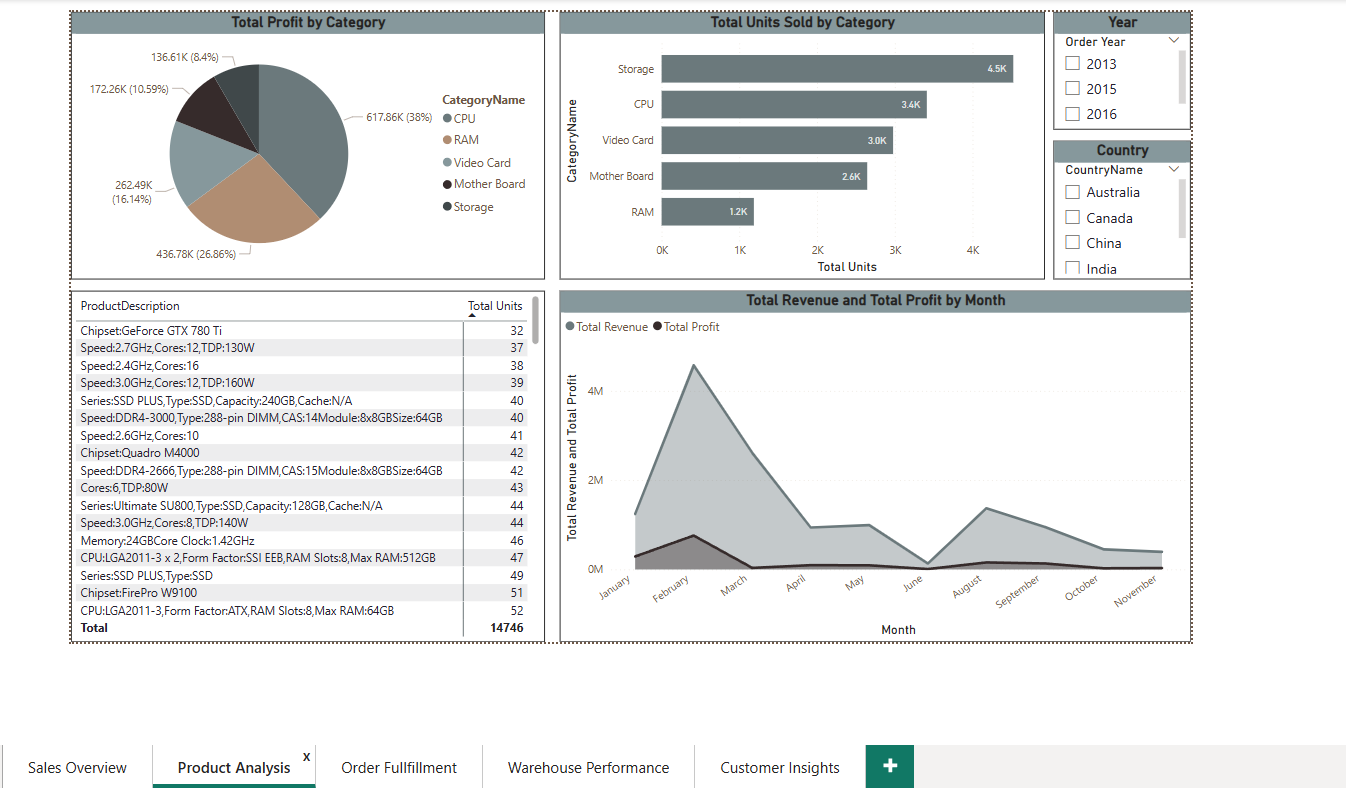 Total Profit by Category
136.61K (8.4%)
172.26K (10.59%)
262.49K
(16.14%)
436.78K (26.86%)
617.86K (38%)
CategoryName
CPU
RAM
Video Card
Mother Board
Storage
Total Units Sold by Category
CategoryName
Storage 4.5K
CPU 3.4K
Video Card 3.0K
Mother Board 2.6K
RAM 1.2K
0K 1K 2K 3K 4K
Total Units
Year
Order Year
2013
2015
2016
Country
CountryName
Australia
Canada
China
India
ProductDescription Total Units
Chipset:GeForce GTX 780 Ti 32
Speed:2.7GHz,Cores:12,TDP:130W 37
Speed:2.4GHz,Cores:16 38
Speed:3.0GHz,Cores:12,TDP:160W 39
Series:SSD PLUS,Type:SSD,Capacity:240GB,Cache:N/A 40
Speed:DDR4-3000,Type:288-pin DIMM,CAS:14Module:8x8GBSize:64GB 40
Speed:2.6GHz,Cores:10 41
Chipset:Quadro M4000 42
Speed:DDR4-2666,Type:288-pin DIMM,CAS:15Module:8x8GBSize:64GB 42
Cores:6,TDP:80W 43
Series:Ultimate SU800,Type:SSD,Capacity:128GB,Cache:N/A 44
Speed:3.0GHz,Cores:8,TDP:140W 44
Memory:24GBCore Clock:1.42GHz 46
CPU:LGA2011-3 x 2,Form Factor:SSI EEB,RAM Slots:8,Max RAM:512GB 47
Series:SSD PLUS,Type:SSD 49
Chipset:FirePro W9100 51
CPU:LGA2011-3,Form Factor:ATX,RAM Slots:8,Max RAM:64GB 52
Total 14746
Total Revenue and Total Profit by Month
Total Revenue Total Profit
Total Revenue and Total Profit
4M
2M
0M
January February March April May June August September October November
Month
Sales Overview Product Analysis x Order Fullfillment Warehouse Performance Customer Insights +